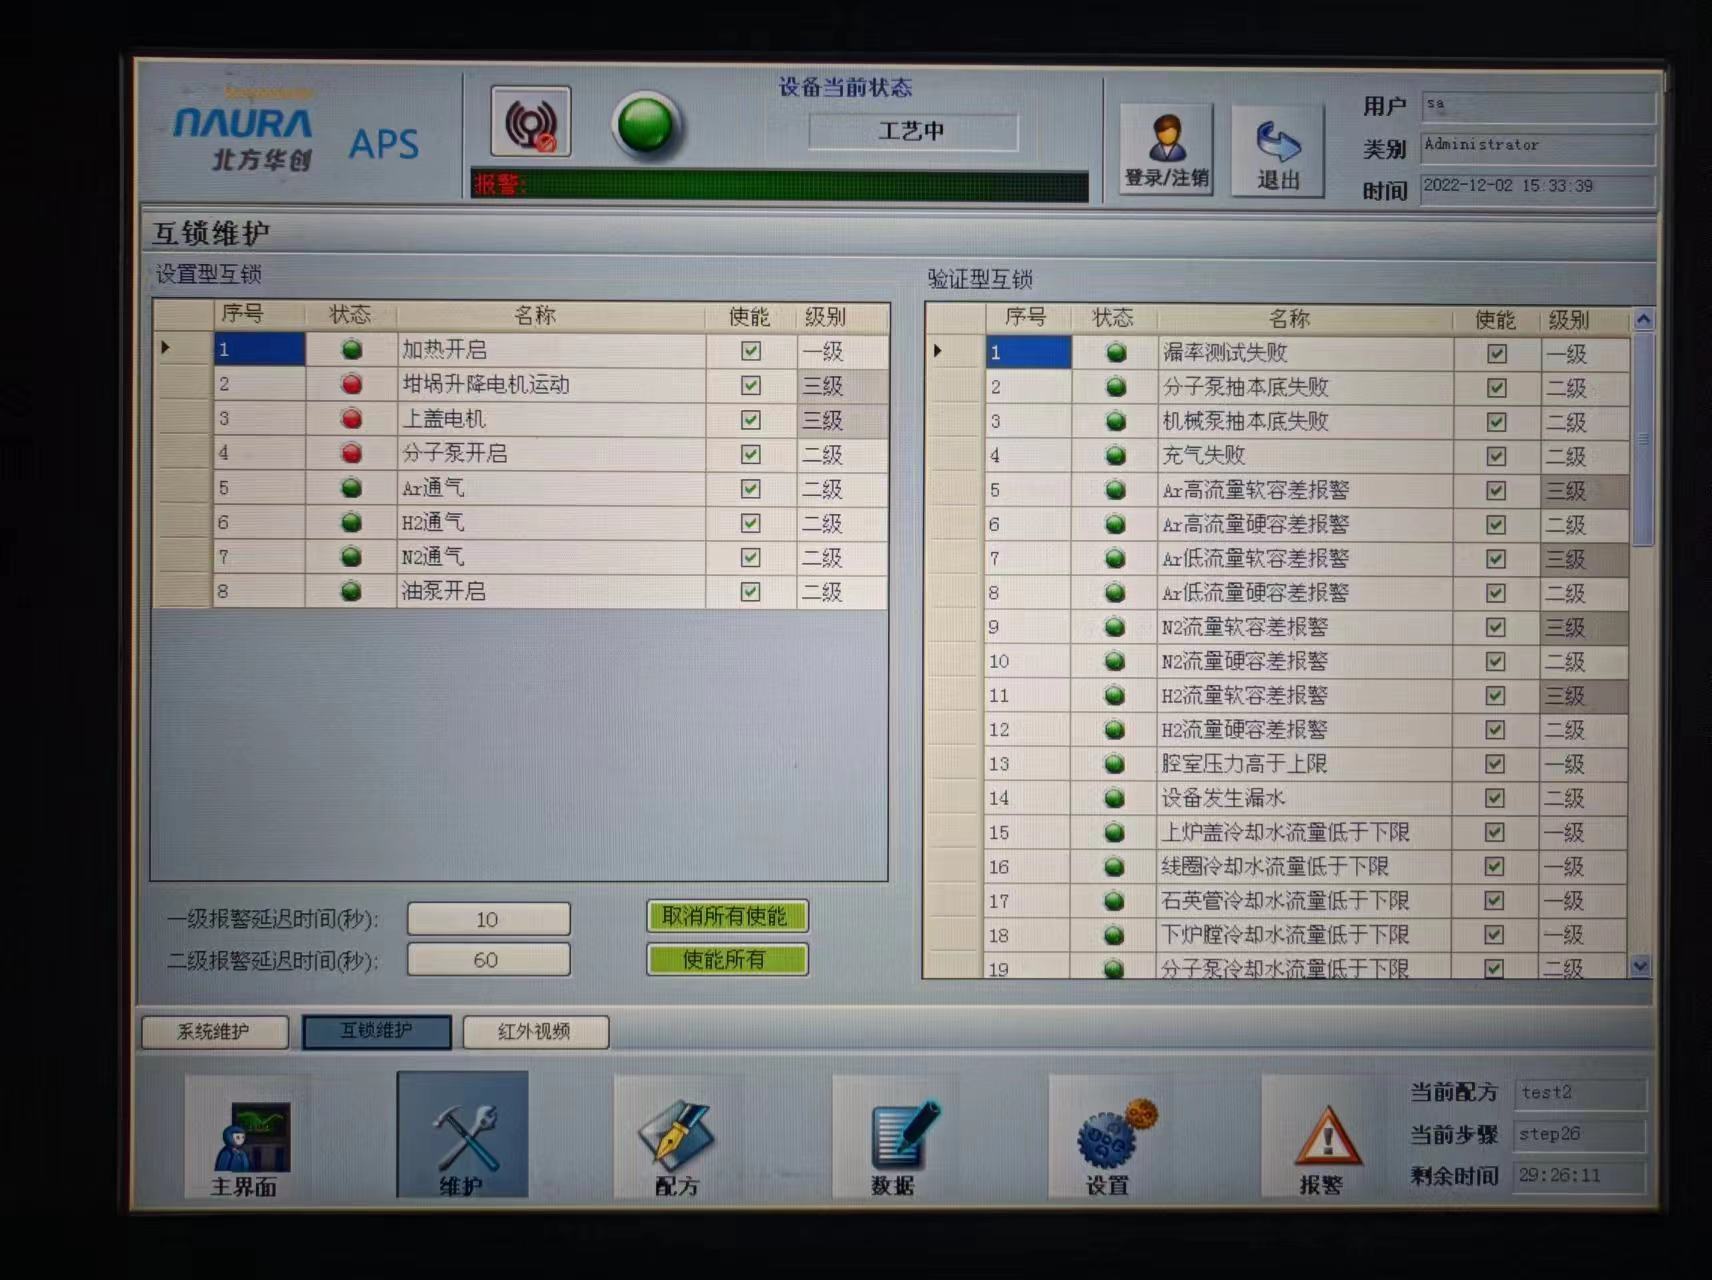 NAURA
北方华创
APS
设备当前状态
工艺中
报警:
登录/注销
退出
用户 sa
类别 Administrator
时间 2022-12-02 15:33:39
互锁维护
设置型互锁
序号 状态 名称 使能 级别
1 加热开启 一级
2 坩埚升降电机运动 三级
3 上盖电机 三级
4 分子泵开启 二级
5 Ar通气 二级
6 H2通气 二级
7 N2通气 二级
8 油泵开启 二级
一级报警延迟时间(秒): 10
二级报警延迟时间(秒): 60
取消所有使能
使能所有
验证型互锁
序号 状态 名称 使能 级别
1 漏率测试失败 一级
2 分子泵抽本底失败 二级
3 机械泵抽本底失败 二级
4 充气失败 二级
5 Ar高流量软容差报警 三级
6 Ar高流量硬容差报警 二级
7 Ar低流量软容差报警 三级
8 Ar低流量硬容差报警 二级
9 N2流量软容差报警 三级
10 N2流量硬容差报警 二级
11 H2流量软容差报警 三级
12 H2流量硬容差报警 二级
13 腔室压力高于上限 一级
14 设备发生漏水 二级
15 上炉盖冷却水流量低于下限 一级
16 线圈冷却水流量低于下限 一级
17 石英管冷却水流量低于下限 一级
18 下炉膛冷却水流量低于下限 一级
19 分子泵冷却水流量低于下限 二级
系统维护
互锁维护
红外视频
主界面
维护
配方
数据
设置
报警
当前配方 test2
当前步骤 step26
剩余时间 29:26:11